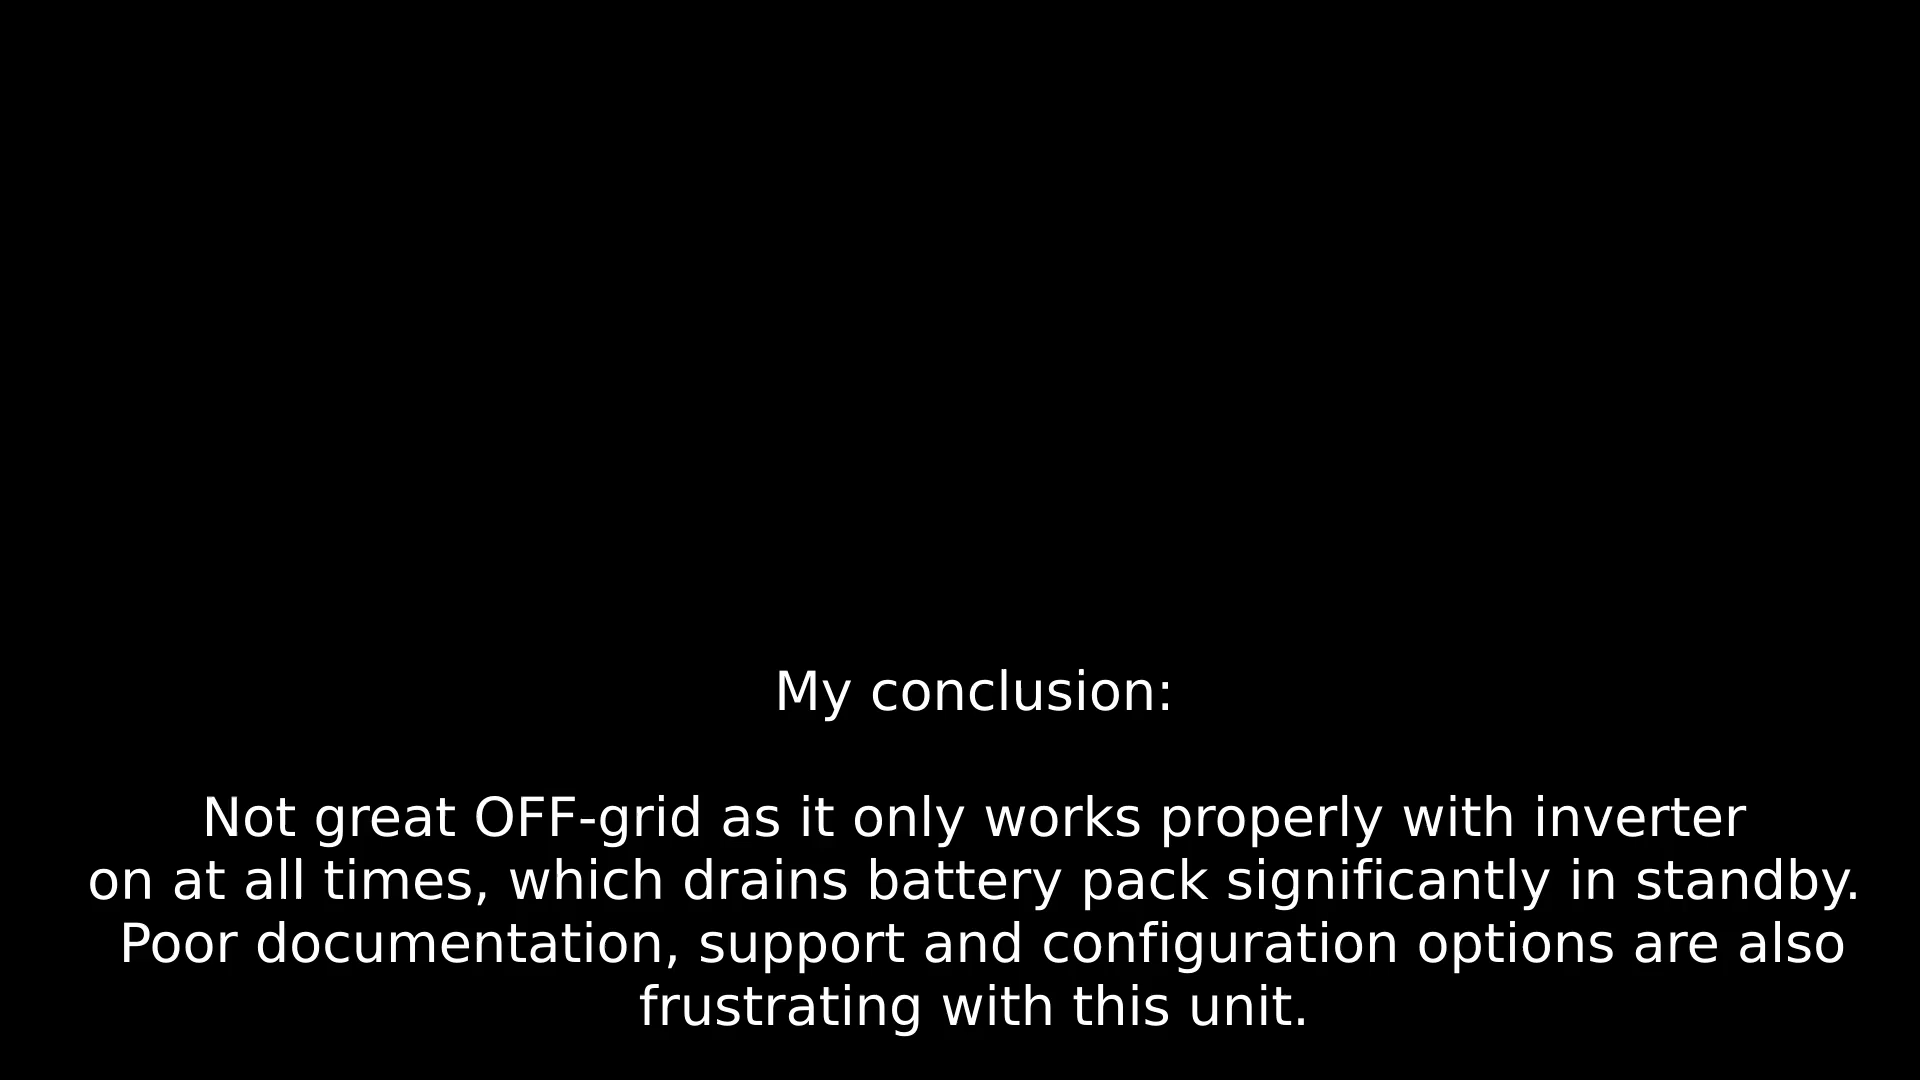 My conclusion:
Not great OFF-grid as it only works properly with inverter
on at all times, which drains battery pack significantly in standby.
Poor documentation, support and configuration options are also
frustrating with this unit.